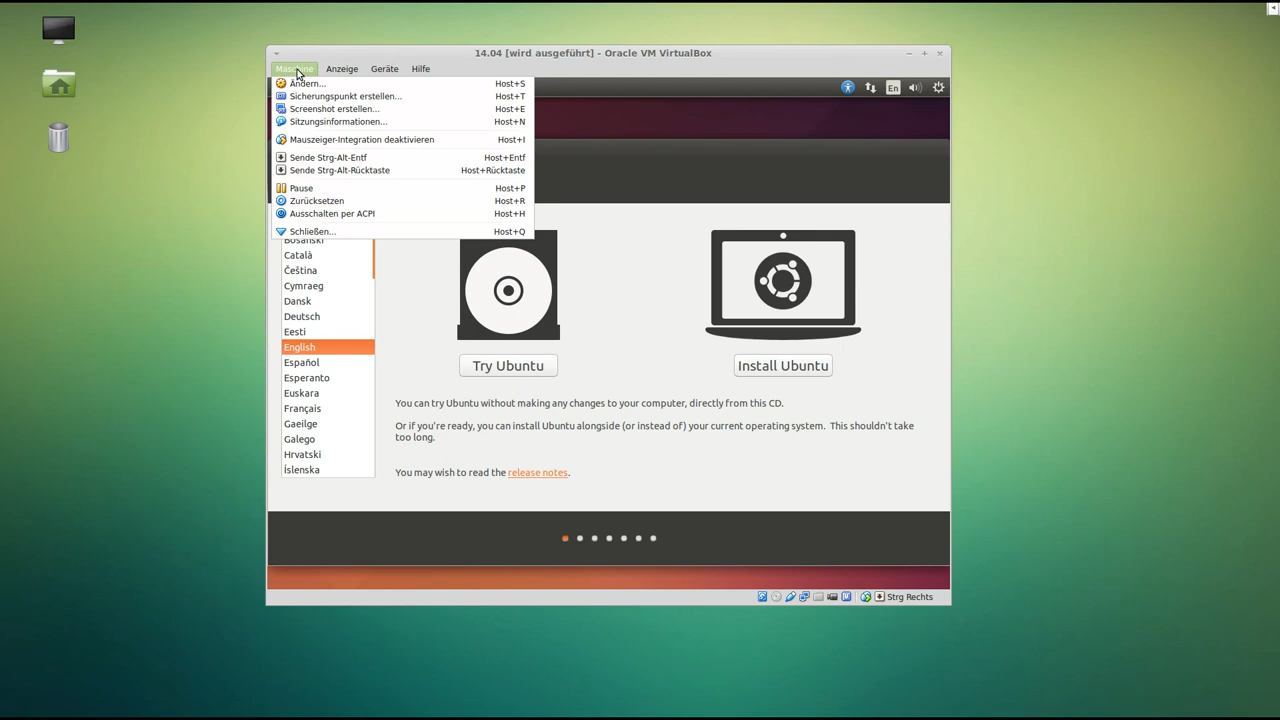 14.04 [wird ausgeführt] - Oracle VM VirtualBox
Maschine Anzeige Geräte Hilfe
Ändern... Host+S
Sicherungspunkt erstellen... Host+T
Screenshot erstellen... Host+E
Sitzungsinformationen... Host+N
Mauszeiger-Integration deaktivieren Host+I
Sende Strg-Alt-Entf Host+Entf
Sende Strg-Alt-Rücktaste Host+Rücktaste
Pause Host+P
Zurücksetzen Host+R
Ausschalten per ACPI Host+H
Schließen... Host+Q
En
Bosanski
Català
Čeština
Cymraeg
Dansk
Deutsch
Eesti
English
Español
Esperanto
Euskara
Français
Gaeilge
Galego
Hrvatski
Íslenska
Try Ubuntu
Install Ubuntu
You can try Ubuntu without making any changes to your computer, directly from this CD.
Or if you're ready, you can install Ubuntu alongside (or instead of) your current operating system. This shouldn't take
too long.
You may wish to read the release notes.
Strg Rechts